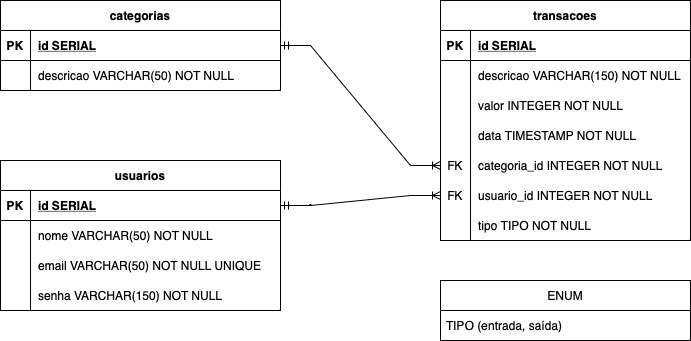 categorias
PK id SERIAL
descricao VARCHAR(50) NOT NULL
usuarios
PK id SERIAL
nome VARCHAR(50) NOT NULL
email VARCHAR(50) NOT NULL UNIQUE
senha VARCHAR(150) NOT NULL
transacoes
PK id SERIAL
descricao VARCHAR(150) NOT NULL
valor INTEGER NOT NULL
data TIMESTAMP NOT NULL
FK categoria_id INTEGER NOT NULL
FK usuario_id INTEGER NOT NULL
tipo TIPO NOT NULL
ENUM
TIPO (entrada, saída)